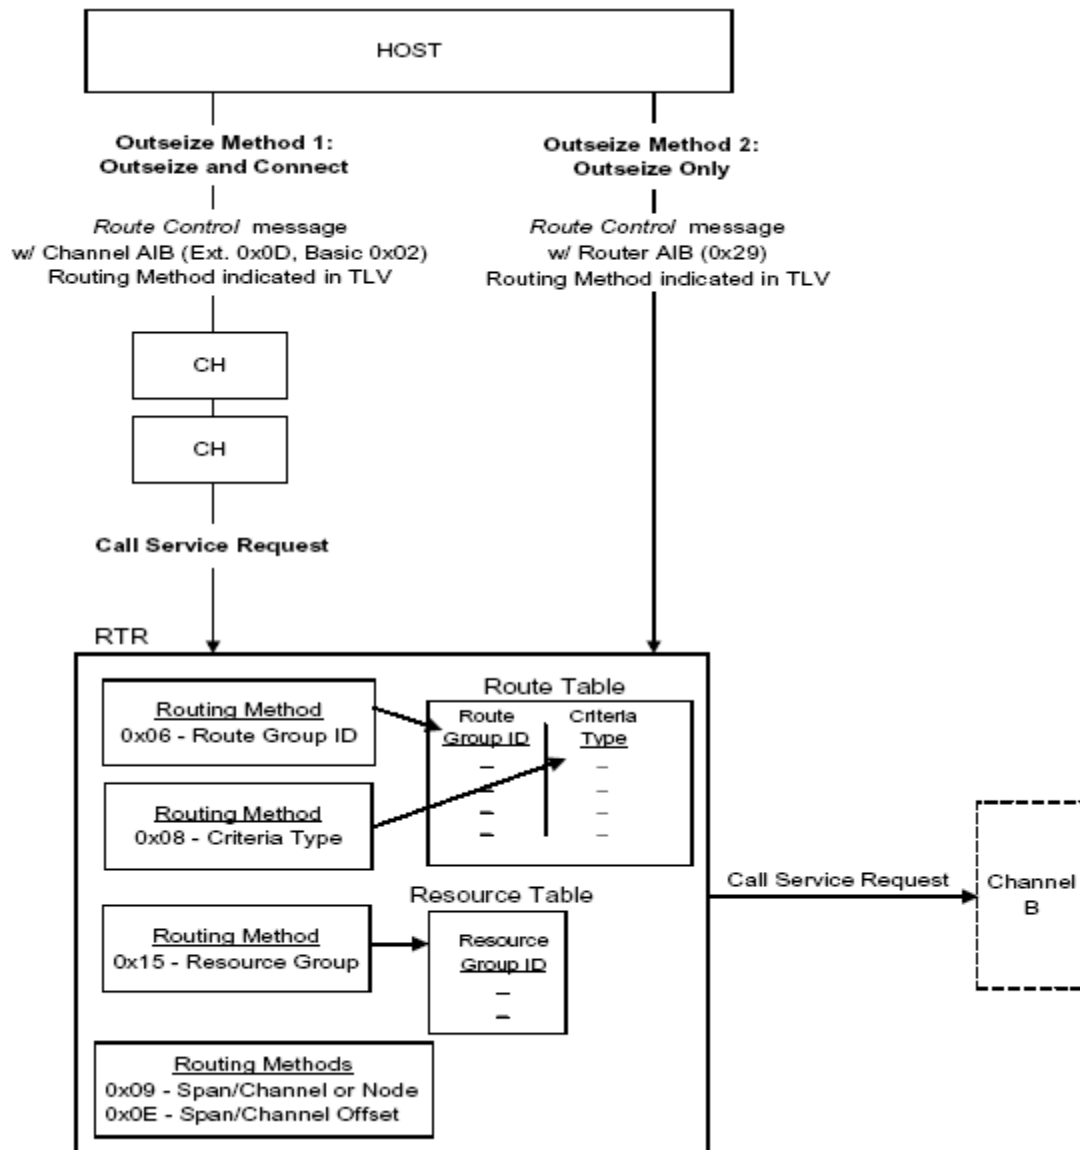 HOST
Outseize Method 1:
Outseize and Connect
Outseize Method 2:
Outseize Only
Route Control message
w/ Channel AIB (Ext. 0x0D, Basic 0x02)
Routing Method indicated in TLV
Route Control message
w/ Router AIB (0x29)
Routing Method indicated in TLV
CH
CH
Call Service Request
RTR
Routing Method
0x06 - Route Group ID
Route Table
Route
Group ID
Criteria
Type
Routing Method
0x08 - Criteria Type
Call Service Request
Channel
B
Resource Table
Routing Method
0x15 - Resource Group
Resource
Group ID
Routing Methods
0x09 - Span/Channel or Node
0x0E - Span/Channel Offset